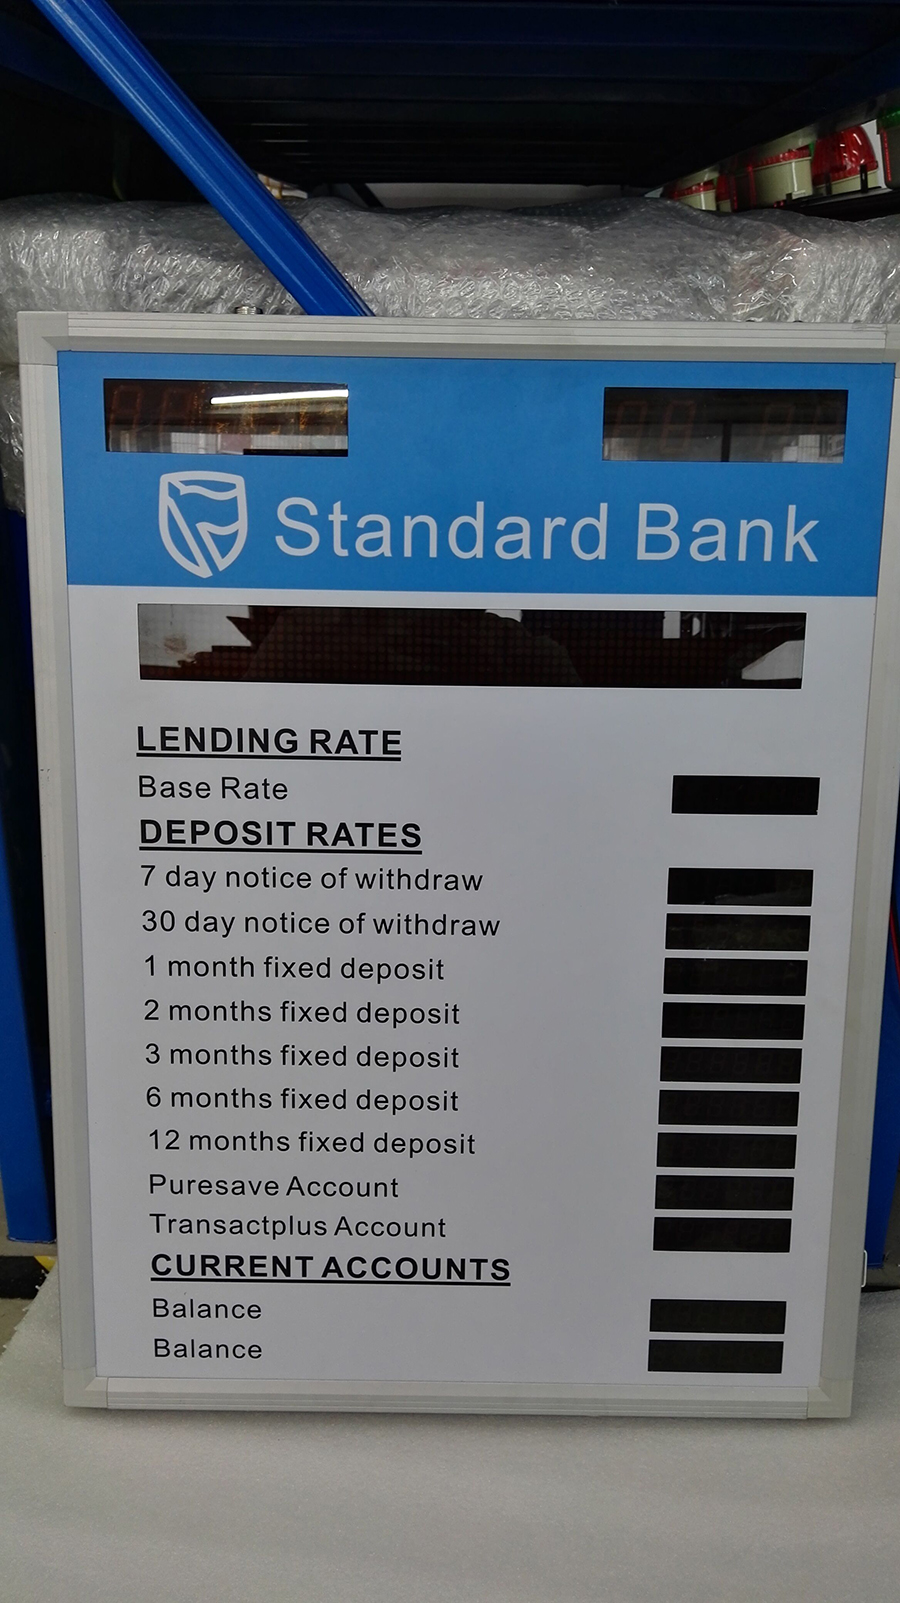 Standard Bank
LENDING RATE
Base Rate
DEPOSIT RATES
7 day notice of withdraw
30 day notice of withdraw
1 month fixed deposit
2 months fixed deposit
3 months fixed deposit
6 months fixed deposit
12 months fixed deposit
Puresave Account
Transactplus Account
CURRENT ACCOUNTS
Balance
Balance